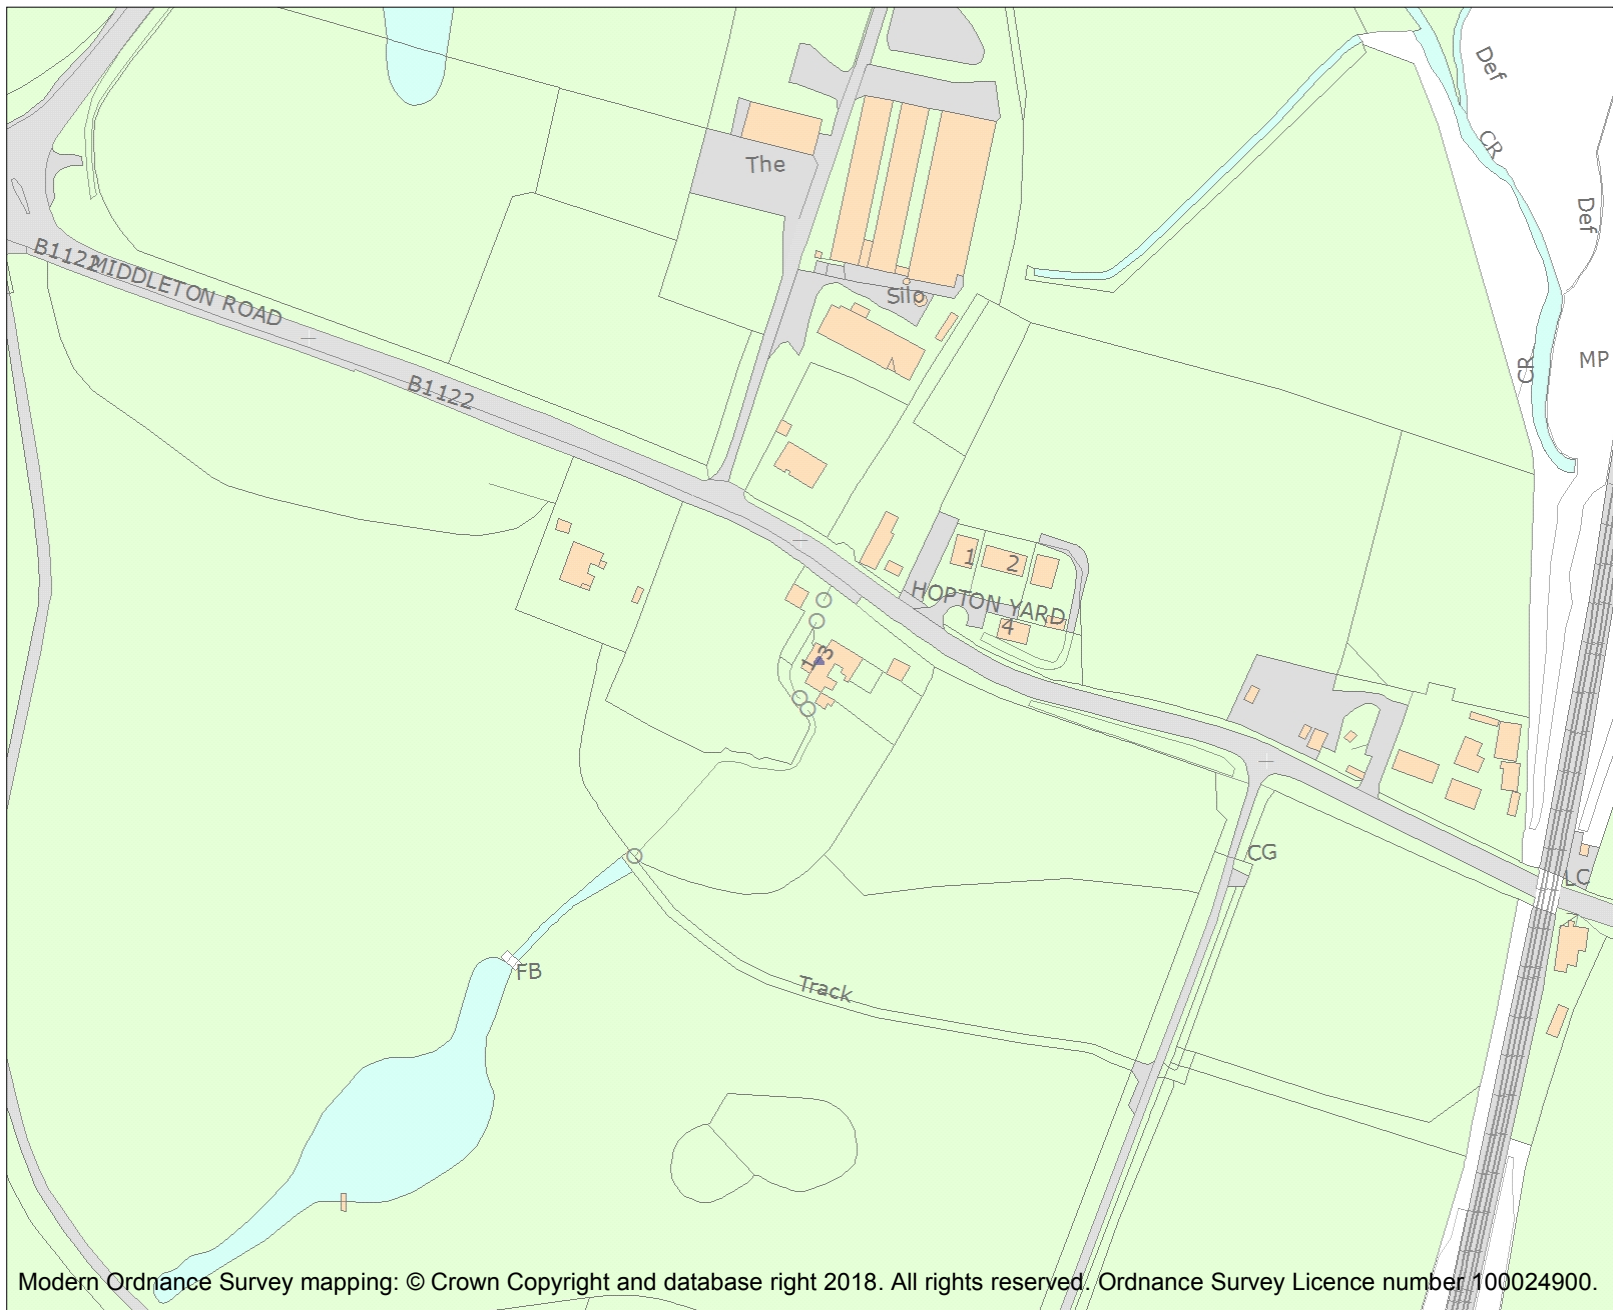 Def
CR
The
Def
B1122
MIDDLETON ROAD
Silo
MP
CR
B1122
1
2
HOPTON YARD
4
1
3
CG
LC
FB
Track
Modern Ordnance Survey mapping: © Crown Copyright and database right 2018. All rights reserved. Ordnance Survey Licence number 100024900.